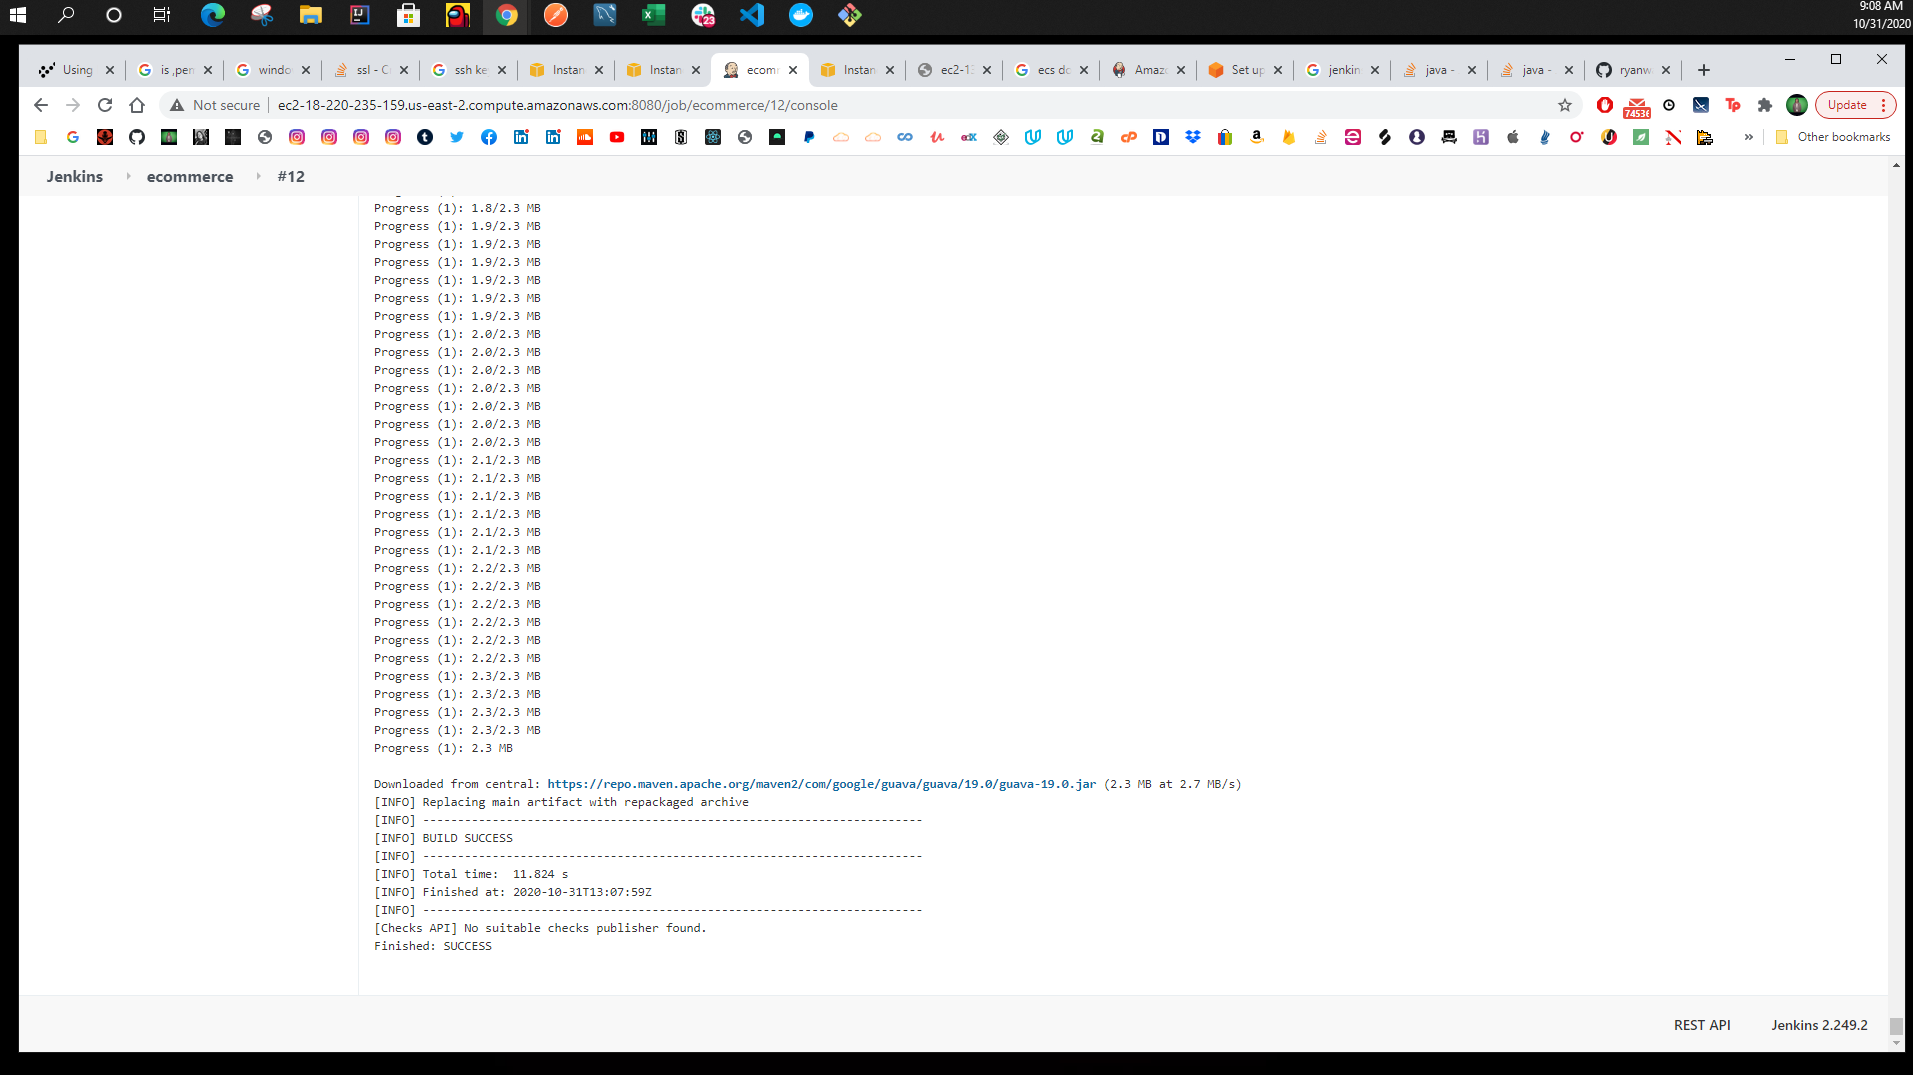 9:08 AM
10/31/2020
23
Using
is ,pen
windo
ssl - C
ssh ke
Instan
Instan
ecom
Instan
ec2-1
ecs do
Amaz
Set up
jenkin
java -
java -
ryanw
Not secure | ec2-18-220-235-159.us-east-2.compute.amazonaws.com:8080/job/ecommerce/12/console
74536
Tp
Update
» Other bookmarks
Jenkins ecommerce #12
Progress (1): 1.8/2.3 MB
Progress (1): 1.9/2.3 MB
Progress (1): 1.9/2.3 MB
Progress (1): 1.9/2.3 MB
Progress (1): 1.9/2.3 MB
Progress (1): 1.9/2.3 MB
Progress (1): 1.9/2.3 MB
Progress (1): 2.0/2.3 MB
Progress (1): 2.0/2.3 MB
Progress (1): 2.0/2.3 MB
Progress (1): 2.0/2.3 MB
Progress (1): 2.0/2.3 MB
Progress (1): 2.0/2.3 MB
Progress (1): 2.0/2.3 MB
Progress (1): 2.1/2.3 MB
Progress (1): 2.1/2.3 MB
Progress (1): 2.1/2.3 MB
Progress (1): 2.1/2.3 MB
Progress (1): 2.1/2.3 MB
Progress (1): 2.1/2.3 MB
Progress (1): 2.2/2.3 MB
Progress (1): 2.2/2.3 MB
Progress (1): 2.2/2.3 MB
Progress (1): 2.2/2.3 MB
Progress (1): 2.2/2.3 MB
Progress (1): 2.2/2.3 MB
Progress (1): 2.3/2.3 MB
Progress (1): 2.3/2.3 MB
Progress (1): 2.3/2.3 MB
Progress (1): 2.3/2.3 MB
Progress (1): 2.3 MB
Downloaded from central: https://repo.maven.apache.org/maven2/com/google/guava/guava/19.0/guava-19.0.jar (2.3 MB at 2.7 MB/s)
[INFO] Replacing main artifact with repackaged archive
[INFO] ------------------------------------------------------------------------
[INFO] BUILD SUCCESS
[INFO] ------------------------------------------------------------------------
[INFO] Total time:  11.824 s
[INFO] Finished at: 2020-10-31T13:07:59Z
[INFO] ------------------------------------------------------------------------
[Checks API] No suitable checks publisher found.
Finished: SUCCESS
REST API Jenkins 2.249.2